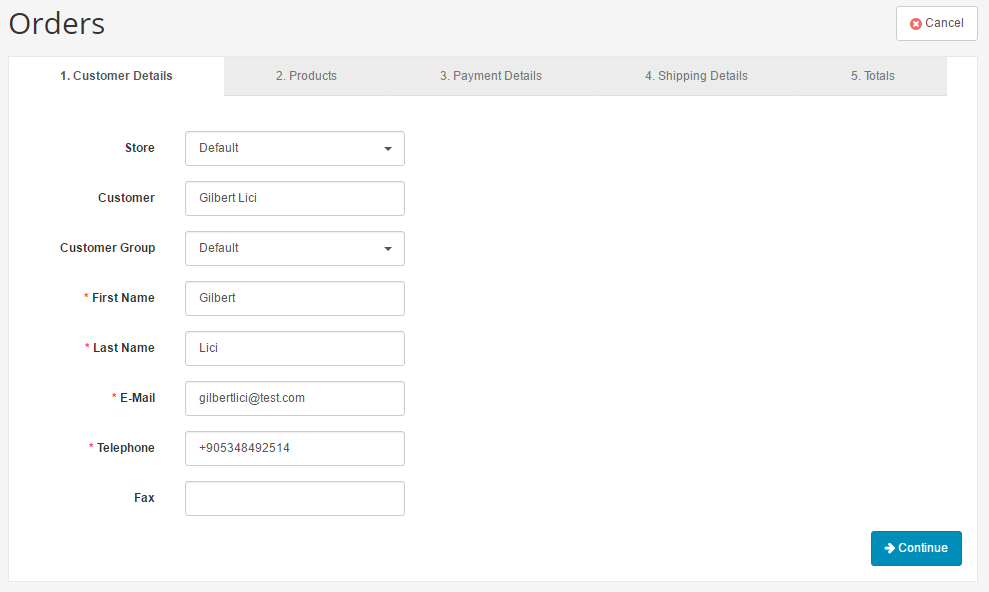 Orders
Cancel
1. Customer Details 2. Products 3. Payment Details 4. Shipping Details 5. Totals
Store Default
Customer Gilbert Lici
Customer Group Default
* First Name Gilbert
* Last Name Lici
* E-Mail gilbertlici@test.com
* Telephone +905348492514
Fax
Continue